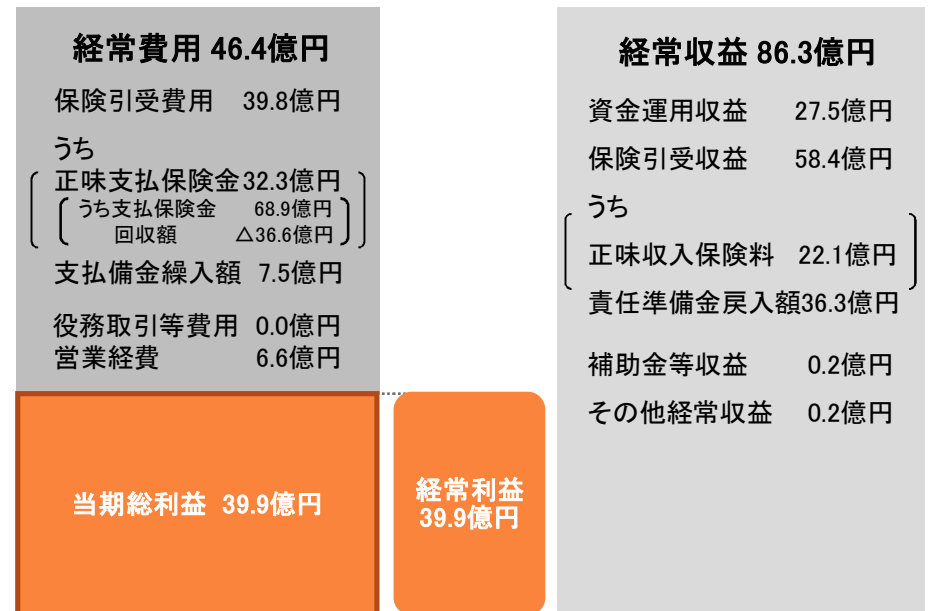 経常費用 46.4億円
保険引受費用 39.8億円
うち
正味支払保険金32.3億円
うち支払保険金 68.9億円
回収額 △36.6億円
支払備金繰入額 7.5億円
役務取引等費用 0.0億円
営業経費 6.6億円
当期総利益 39.9億円
経常利益
39.9億円
経常収益 86.3億円
資金運用収益 27.5億円
保険引受収益 58.4億円
うち
正味収入保険料 22.1億円
責任準備金戻入額36.3億円
補助金等収益 0.2億円
その他経常収益 0.2億円